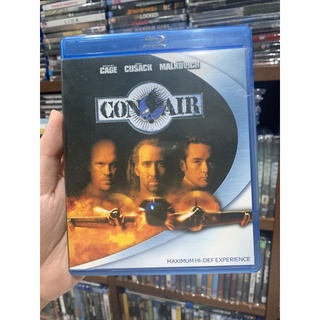 CAGE CUSACK MALKOVICH
CON AIR
MAXIMUM HI-DEF EXPERIENCE